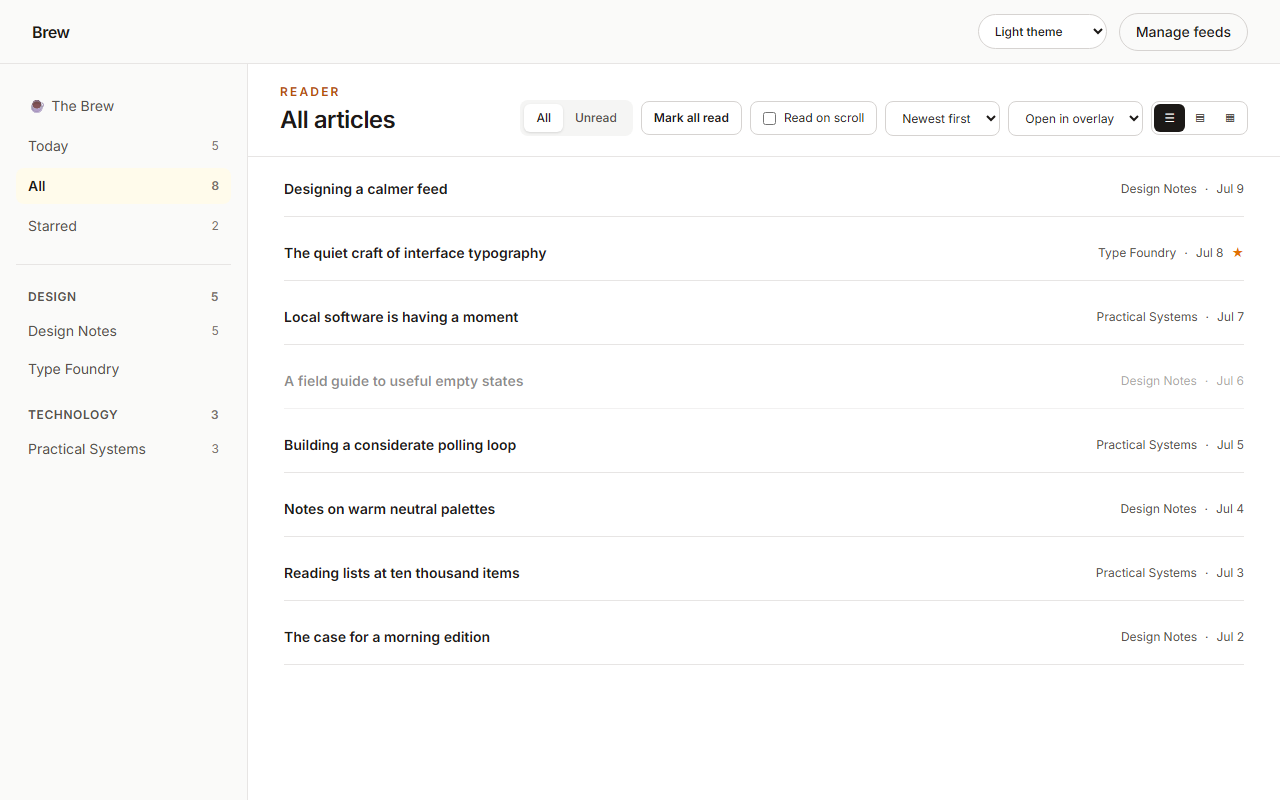 Brew
Light theme
Manage feeds
The Brew
Today 5
All 8
Starred 2
DESIGN 5
Design Notes 5
Type Foundry
TECHNOLOGY 3
Practical Systems 3
READER
All articles
All Unread Mark all read Read on scroll Newest first Open in overlay
Designing a calmer feed Design Notes · Jul 9
The quiet craft of interface typography Type Foundry · Jul 8 ★
Local software is having a moment Practical Systems · Jul 7
A field guide to useful empty states Design Notes · Jul 6
Building a considerate polling loop Practical Systems · Jul 5
Notes on warm neutral palettes Design Notes · Jul 4
Reading lists at ten thousand items Practical Systems · Jul 3
The case for a morning edition Design Notes · Jul 2